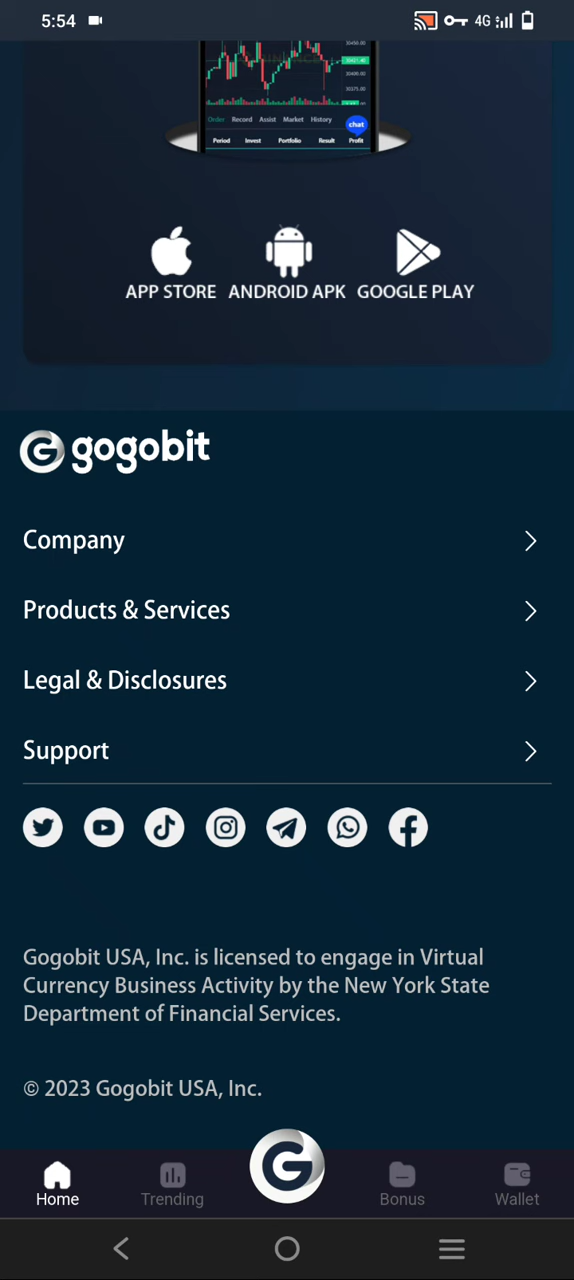 5:54
4G
Order Record Assist Market History
chat
Period Invest Portfolio Result Profit
APP STORE ANDROID APK GOOGLE PLAY
gogobit
Company
Products & Services
Legal & Disclosures
Support
Gogobit USA, Inc. is licensed to engage in Virtual
Currency Business Activity by the New York State
Department of Financial Services.
© 2023 Gogobit USA, Inc.
Home Trending Bonus Wallet